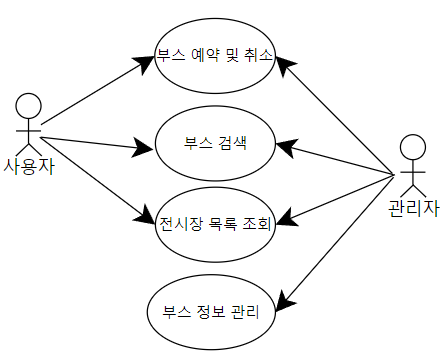 부스 예약 및 취소
부스 검색
사용자
관리자
전시장 목록 조회
부스 정보 관리